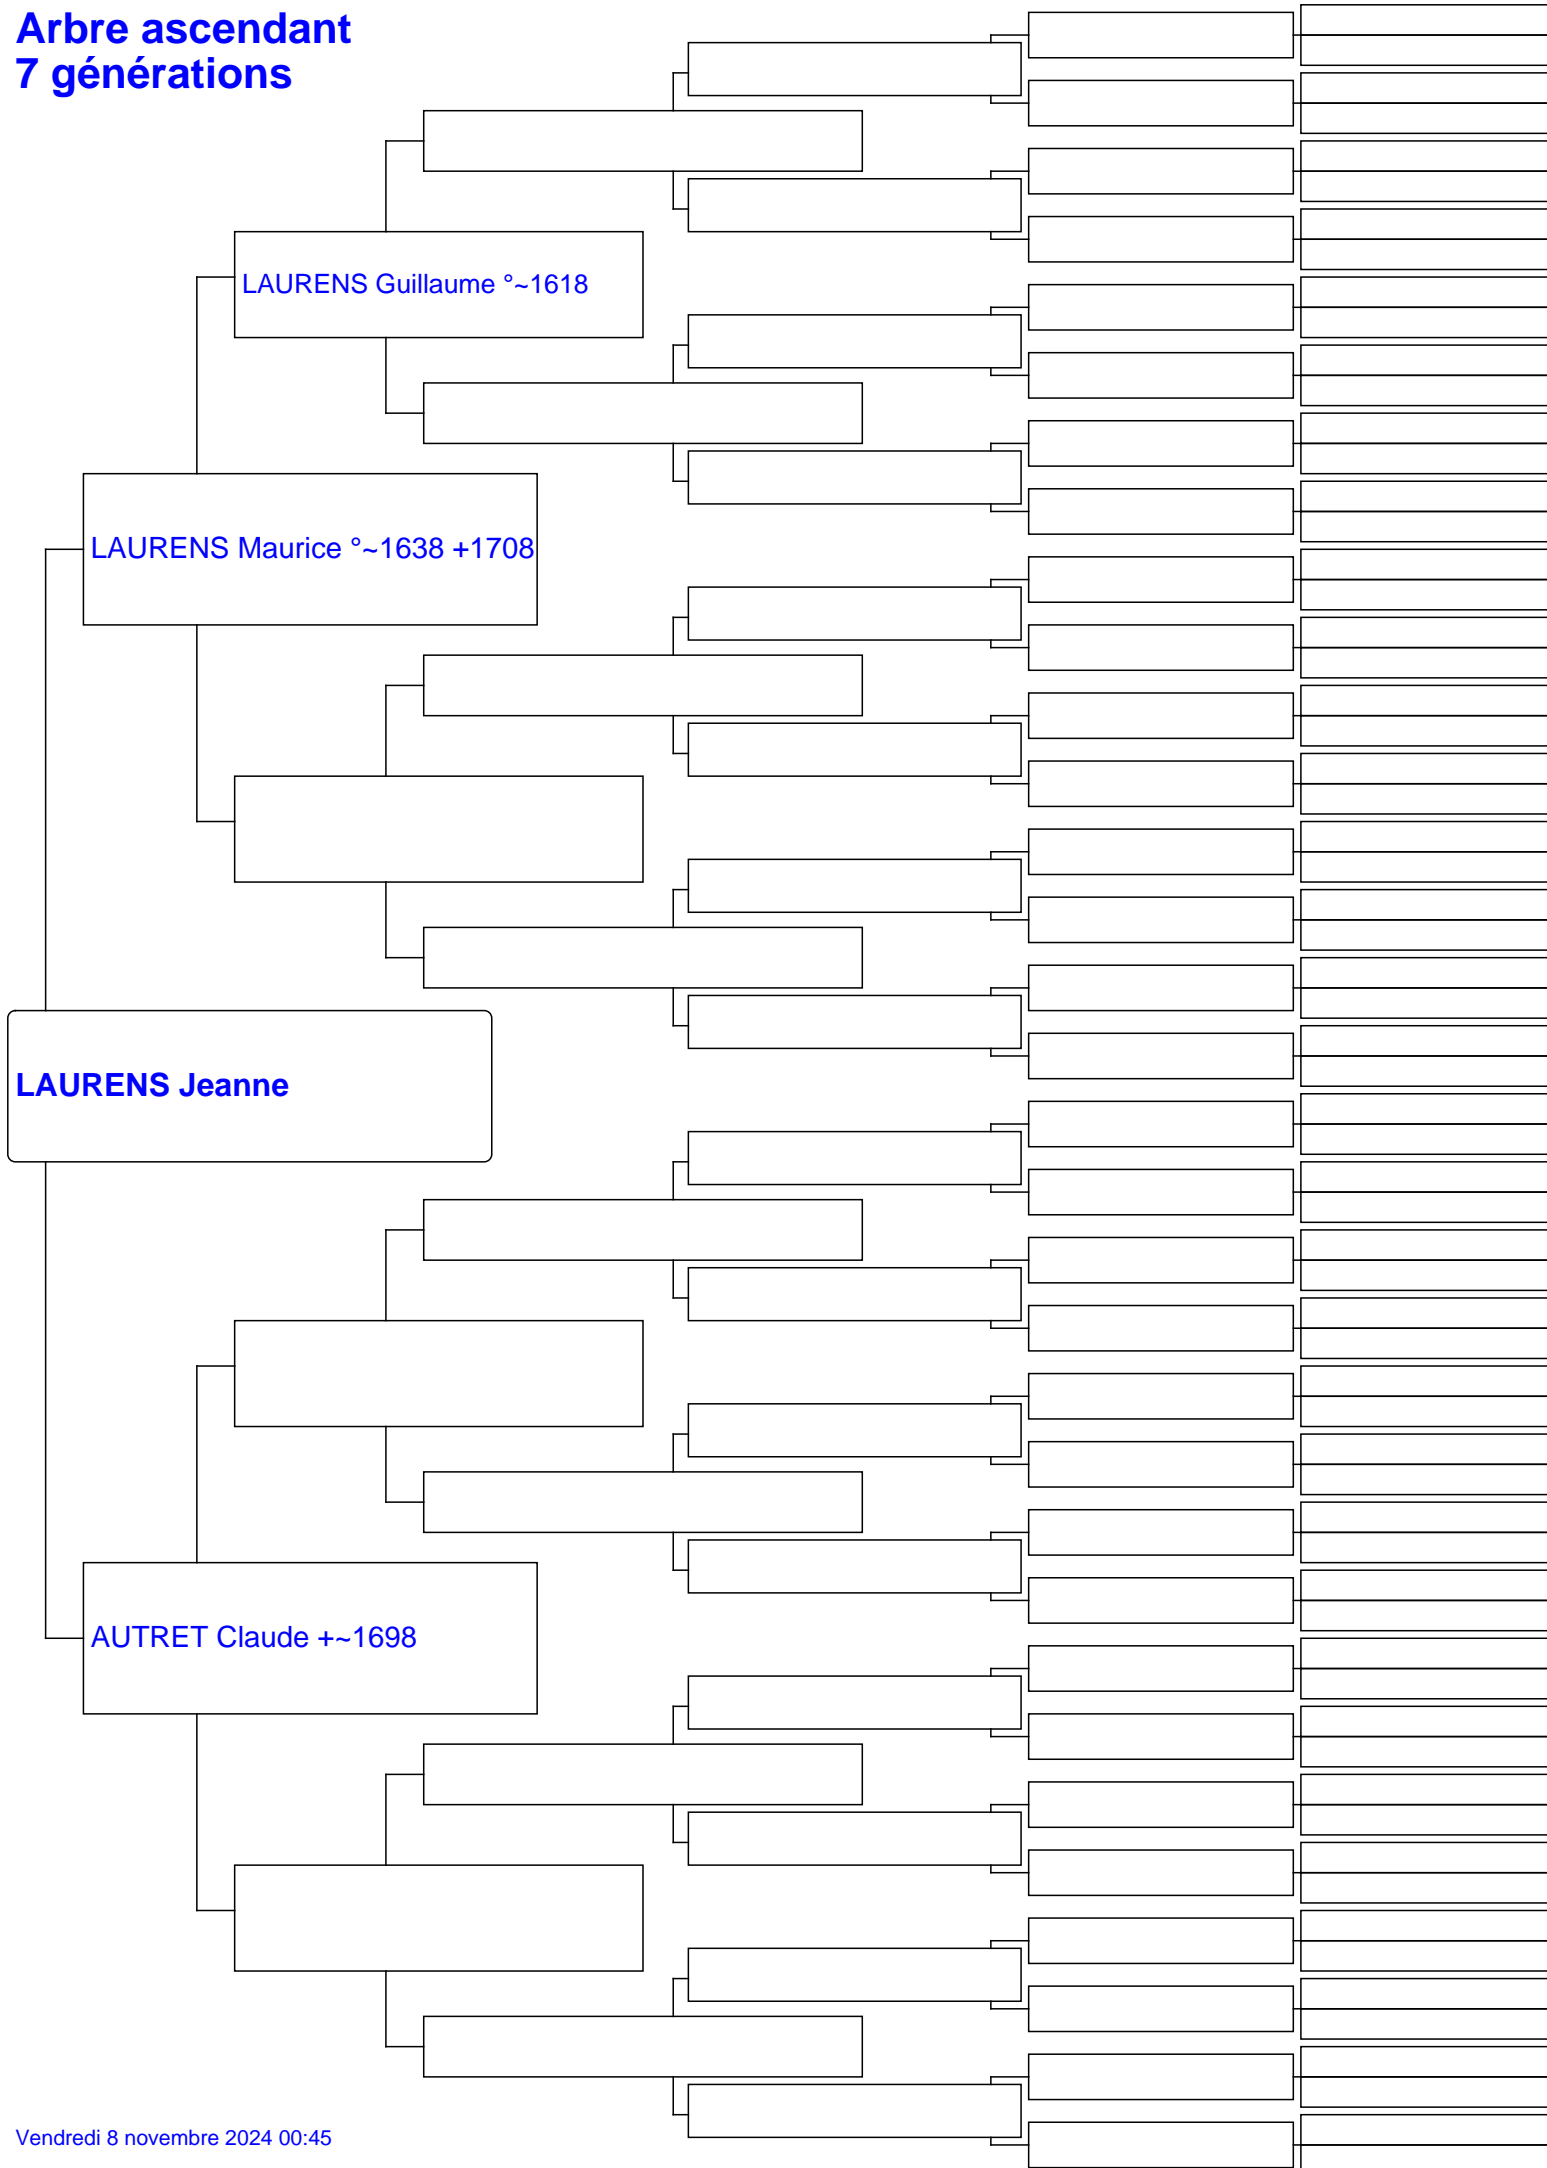 Arbre ascendant
7 générations
LAURENS Guillaume °~1618
LAURENS Maurice °~1638 +1708
LAURENS Jeanne
AUTRET Claude +~1698
Vendredi 8 novembre 2024 00:45